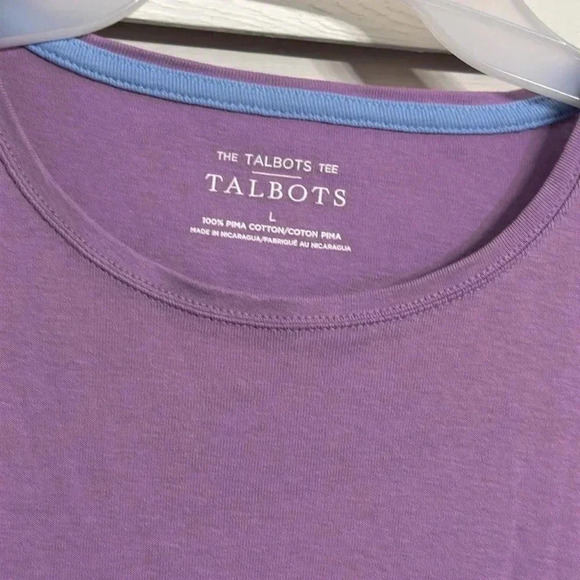 THE TALBOTS TEE
TALBOTS
L
100% PIMA COTTON/COTON PIMA
MADE IN NICARAGUA/FABRIQUÉ AU NICARAGUA